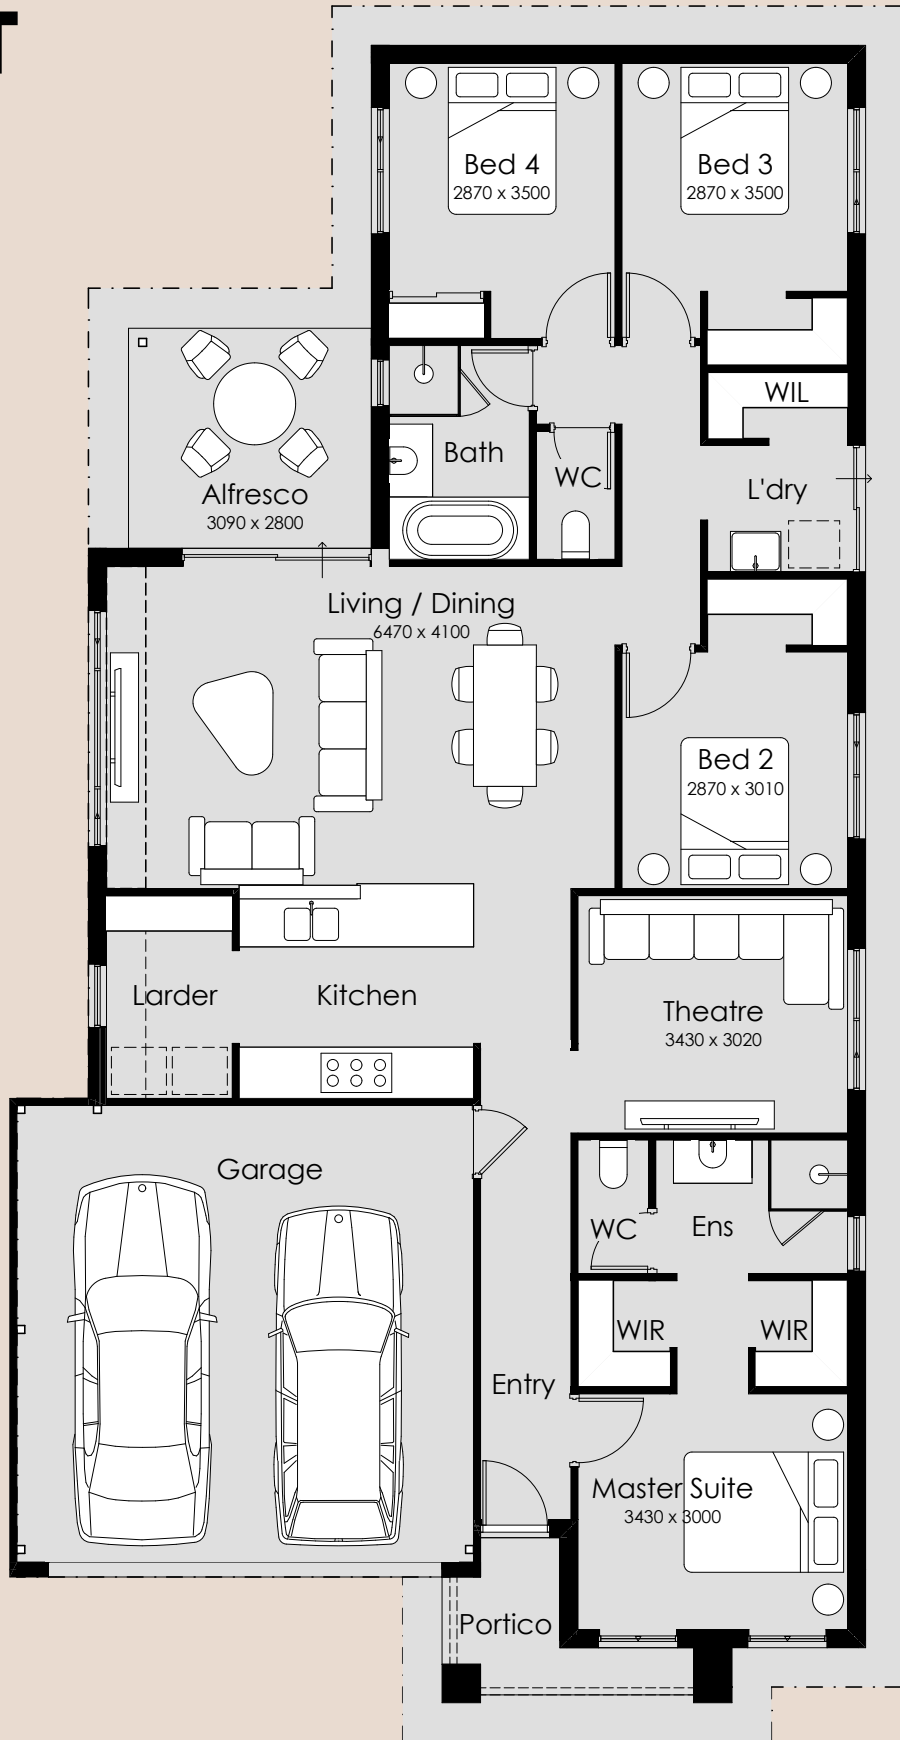 Bed 4
2870 x 3500
Bed 3
2870 x 3500
WIL
Bath
WC
L'dry
Alfresco
3090 x 2800
Living / Dining
6470 x 4100
Bed 2
2870 x 3010
Larder
Kitchen
Theatre
3430 x 3020
Garage
WC
Ens
WIR
WIR
Entry
Master Suite
3430 x 3000
Portico